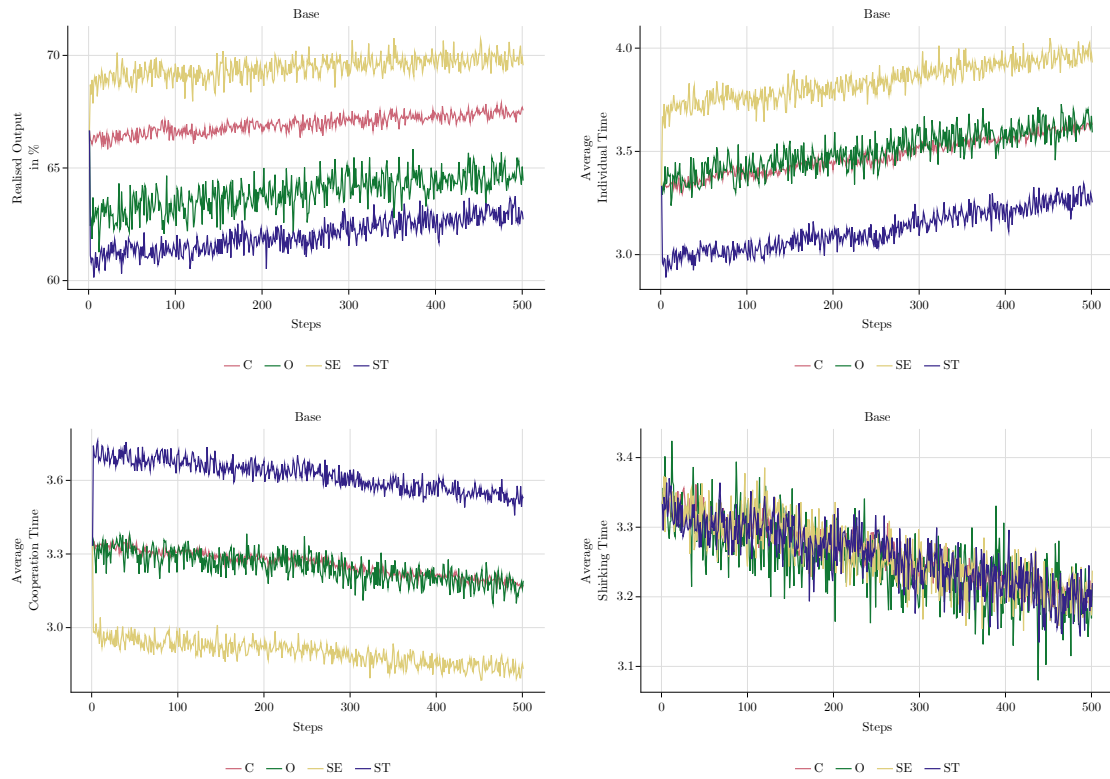 Base
Realised Output
in %
70
65
60
0 100 200 300 400 500
Steps
C O SE ST
Base
Average
Individual Time
4.0
3.5
3.0
0 100 200 300 400 500
Steps
C O SE ST
Base
Average
Cooperation Time
3.6
3.3
3.0
0 100 200 300 400 500
Steps
C O SE ST
Base
Average
Shirking Time
3.4
3.3
3.2
3.1
0 100 200 300 400 500
Steps
C O SE ST